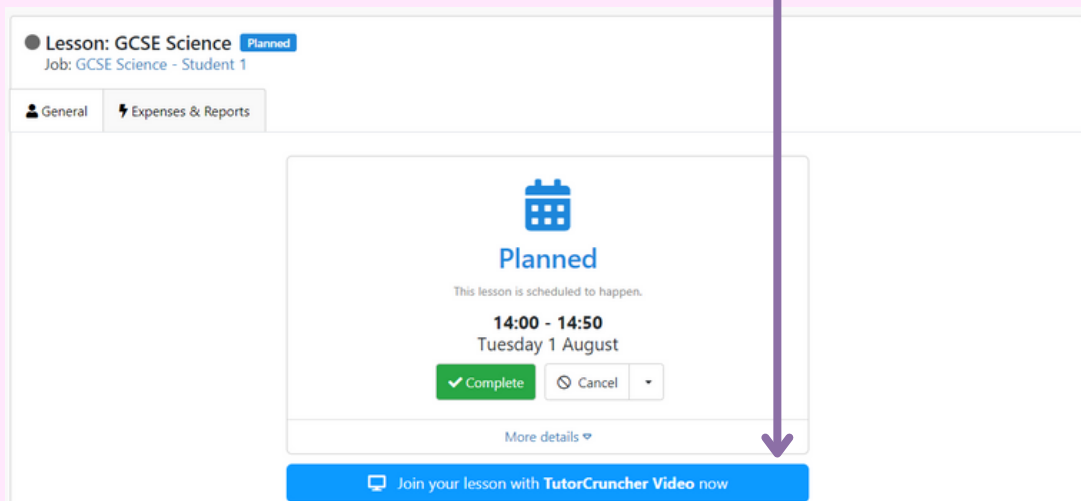 Lesson: GCSE Science Planned
Job: GCSE Science - Student 1
General Expenses & Reports
Planned
This lesson is scheduled to happen.
14:00 - 14:50
Tuesday 1 August
Complete Cancel
More details
Join your lesson with TutorCruncher Video now